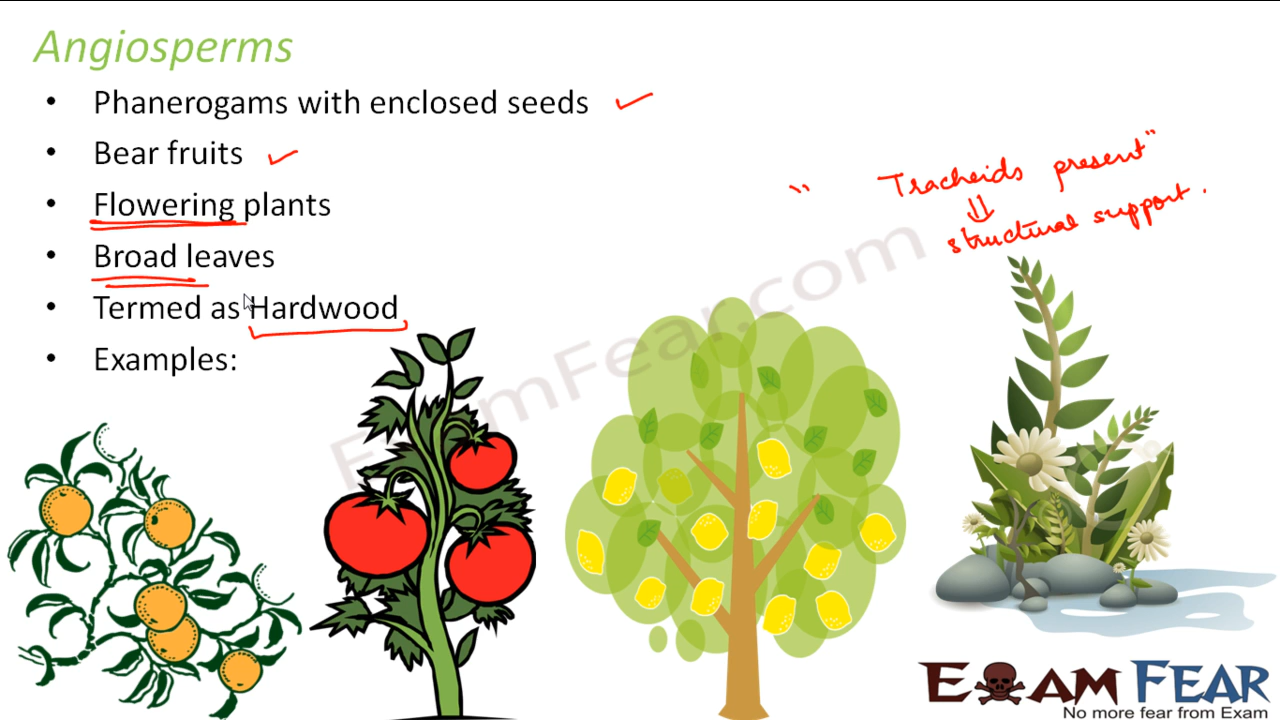 Angiosperms
• Phanerogams with enclosed seeds
• Bear fruits
• Flowering plants
• Broad leaves
• Termed as Hardwood
• Examples:
" Tracheids present"
⇓
structural support.
ExamFear.com
EXAM FEAR
No more fear from Exam